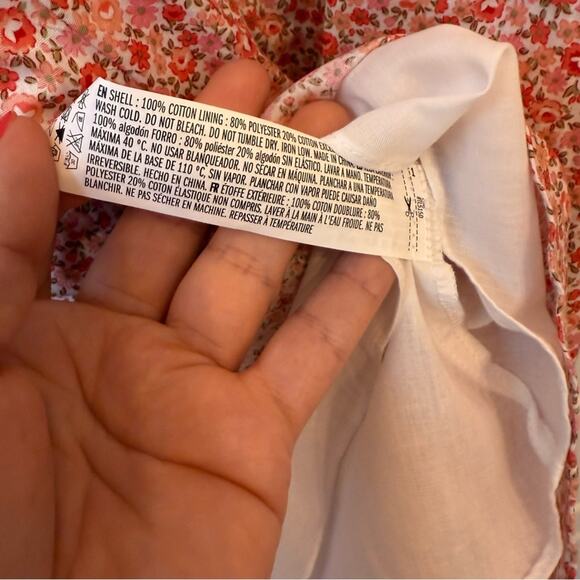 EN SHELL : 100% COTTON LINING : 80% POLYESTER 20% COTTON
WASH COLD. DO NOT BLEACH. DO NOT TUMBLE DRY. IRON LOW. MADE IN
100% algodón FORRO : 80% poliéster 20% algodón SIN ELÁSTICO. LAVAR A MANO. TEMPERATURA
MÁXIMA 40 °C. NO USAR BLANQUEADOR. NO SECAR EN MÁQUINA. PLANCHAR A UNA TEMPERATURA
MÁXIMA DE LA BASE DE 110 °C, SIN VAPOR. PLANCHAR CON VAPOR PUEDE CAUSAR DAÑO
IRREVERSIBLE. HECHO EN CHINA. FR ÉTOFFE EXTÉRIEURE : 100% COTON DOUBLURE : 80%
POLYESTER 20% COTON ÉLASTIQUE NON COMPRIS. LAVER À LA MAIN À L'EAU FROIDE. NE PAS
BLANCHIR. NE PAS SÉCHER EN MACHINE. REPASSER À TEMPÉRATURE